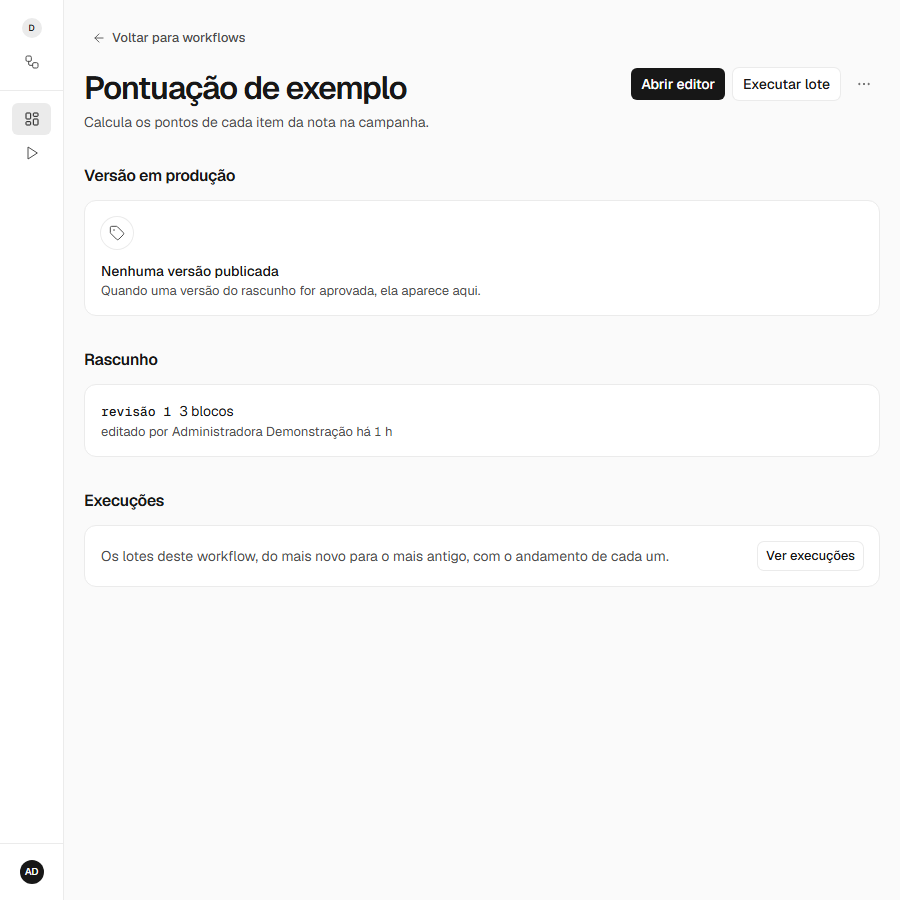 D
Voltar para workflows
Pontuação de exemplo
Abrir editor
Executar lote
Calcula os pontos de cada item da nota na campanha.
Versão em produção
Nenhuma versão publicada
Quando uma versão do rascunho for aprovada, ela aparece aqui.
Rascunho
revisão 1 3 blocos
editado por Administradora Demonstração há 1 h
Execuções
Os lotes deste workflow, do mais novo para o mais antigo, com o andamento de cada um.
Ver execuções
AD